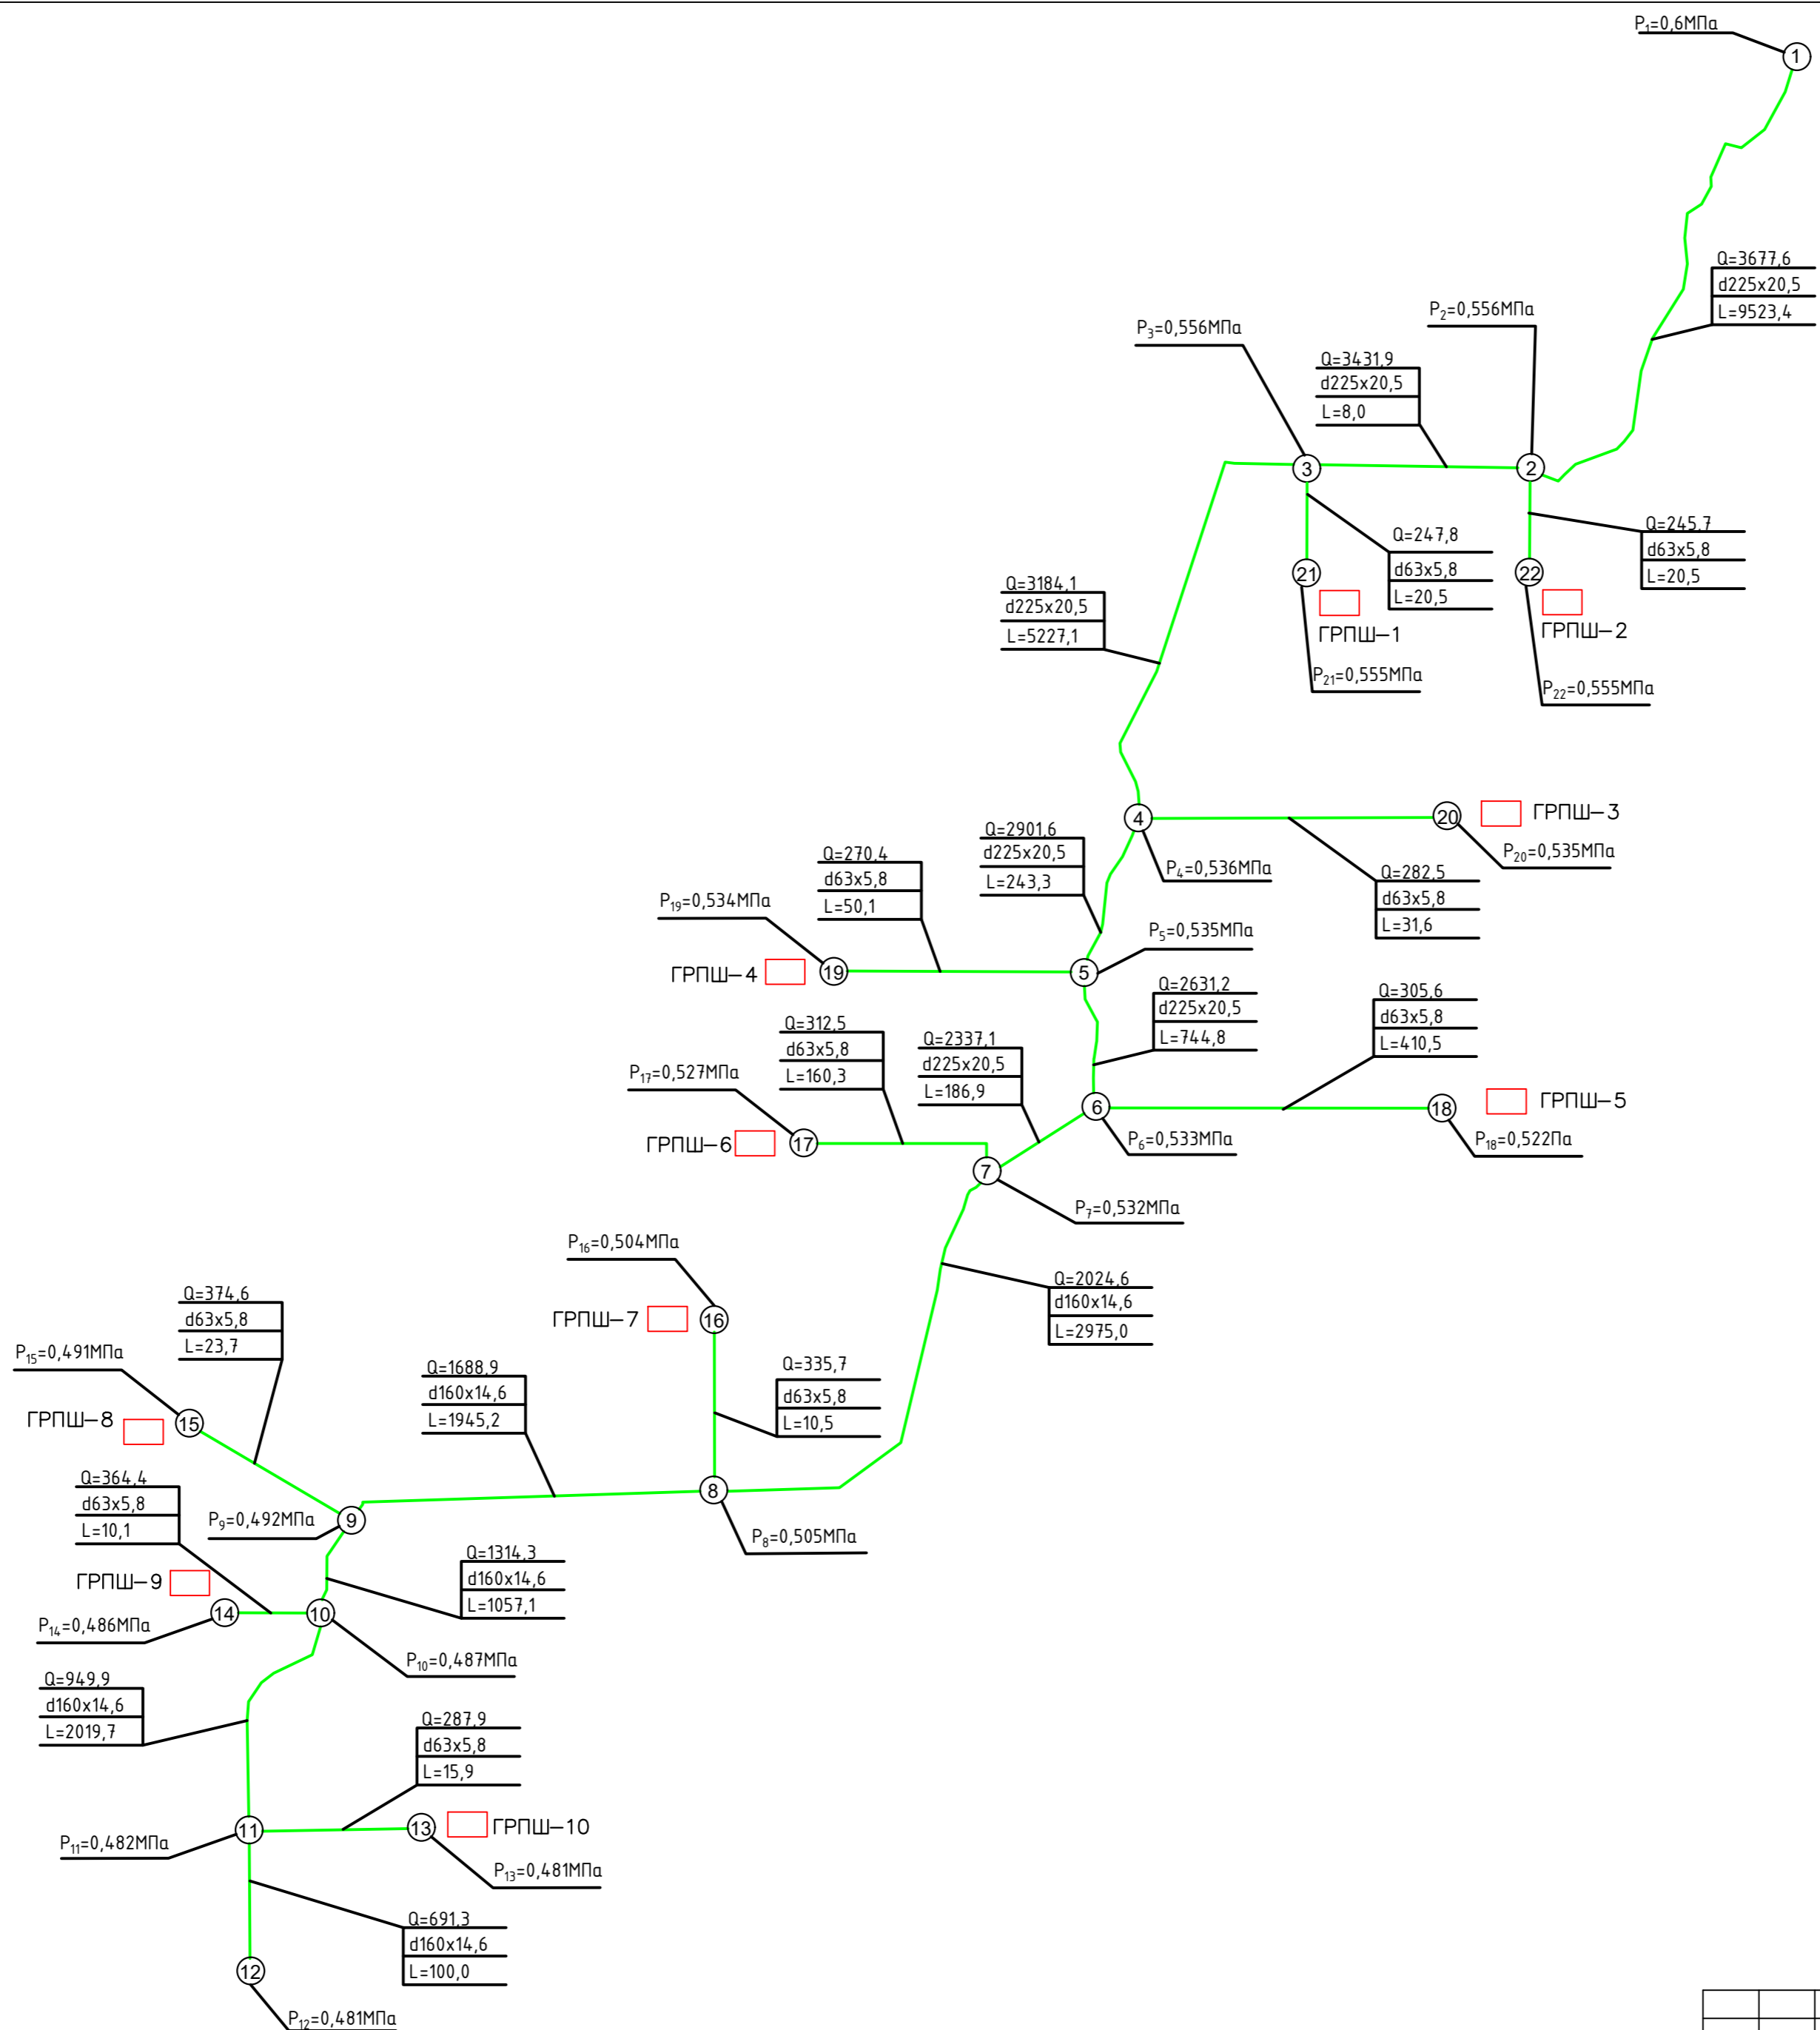 P₁=0,6МПа
1
Q=3677,6
d225x20,5
L=9523,4
P₂=0,556МПа
P₃=0,556МПа
Q=3431,9
d225x20,5
L=8,0
3
2
Q=247,8
d63x5,8
L=20,5
Q=245,7
d63x5,8
L=20,5
21
22
ГРПШ-1
ГРПШ-2
P₂₁=0,555МПа
P₂₂=0,555МПа
Q=3184,1
d225x20,5
L=5227,1
4
20
ГРПШ-3
P₄=0,536МПа
P₂₀=0,535МПа
Q=282,5
d63x5,8
L=31,6
Q=2901,6
d225x20,5
L=243,3
Q=270,4
d63x5,8
L=50,1
P₁₉=0,534МПа
P₅=0,535МПа
ГРПШ-4
19
5
Q=2631,2
d225x20,5
L=744,8
Q=305,6
d63x5,8
L=410,5
Q=312,5
d63x5,8
L=160,3
Q=2337,1
d225x20,5
L=186,9
P₁₇=0,527МПа
6
18
ГРПШ-5
ГРПШ-6
17
P₆=0,533МПа
P₁₈=0,522Па
7
P₇=0,532МПа
P₁₆=0,504МПа
Q=2024,6
d160x14,6
L=2975,0
ГРПШ-7
16
Q=374,6
d63x5,8
L=23,7
P₁₅=0,491МПа
Q=1688,9
d160x14,6
L=1945,2
Q=335,7
d63x5,8
L=10,5
ГРПШ-8
15
Q=364,4
d63x5,8
L=10,1
8
P₉=0,492МПа
9
P₈=0,505МПа
Q=1314,3
d160x14,6
L=1057,1
ГРПШ-9
14
10
P₁₄=0,486МПа
P₁₀=0,487МПа
Q=949,9
d160x14,6
L=2019,7
Q=287,9
d63x5,8
L=15,9
11
13
ГРПШ-10
P₁₁=0,482МПа
P₁₃=0,481МПа
Q=691,3
d160x14,6
L=100,0
12
P₁₂=0,481МПа